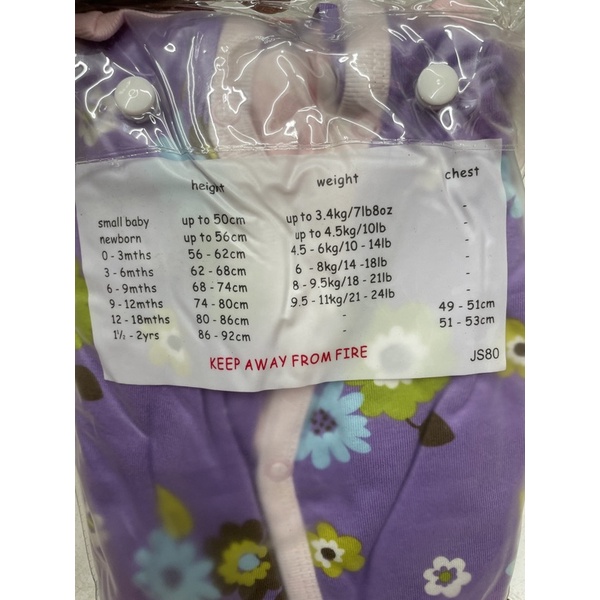 height weight chest
small baby up to 50cm up to 3.4kg/7lb8oz -
newborn up to 56cm up to 4.5kg/10lb -
0 - 3mths 56 - 62cm 4.5 - 6kg/10 - 14lb -
3 - 6mths 62 - 68cm 6 - 8kg/14 -18lb -
6 - 9mths 68 - 74cm 8 - 9.5kg/18 - 21lb -
9 - 12mths 74 - 80cm 9.5 - 11kg/21 - 24lb 49 - 51cm
12 - 18mths 80 - 86cm - 51 - 53cm
1½ - 2yrs 86 - 92cm -
KEEP AWAY FROM FIRE JS80